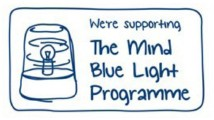 We're supporting
The Mind
Blue Light
Programme